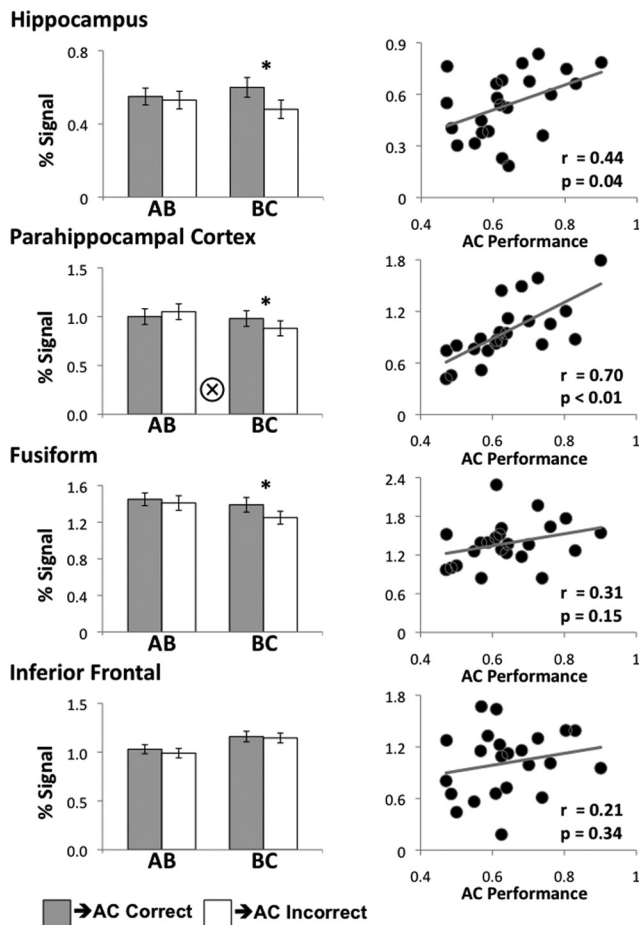 Hippocampus
0.8
0.4
0
% Signal
*
AB
BC
0.9
0.6
0.3
0
0.4
0.6
0.8
1
r = 0.44
p = 0.04
AC Performance
Parahippocampal Cortex
1.5
1.0
0.5
0.0
% Signal
*
AB
BC
1.8
1.2
0.6
0
0.4
0.6
0.8
1
r = 0.70
p < 0.01
AC Performance
Fusiform
1.6
1.2
0.8
0.4
0.0
% Signal
*
AB
BC
2.4
1.8
1.2
0.6
0
0.4
0.6
0.8
1
r = 0.31
p = 0.15
AC Performance
Inferior Frontal
1.5
1.0
0.5
0.0
% Signal
AB
BC
1.8
1.2
0.6
0
0.4
0.6
0.8
1
r = 0.21
p = 0.34
AC Performance
➔AC Correct
➔AC Incorrect